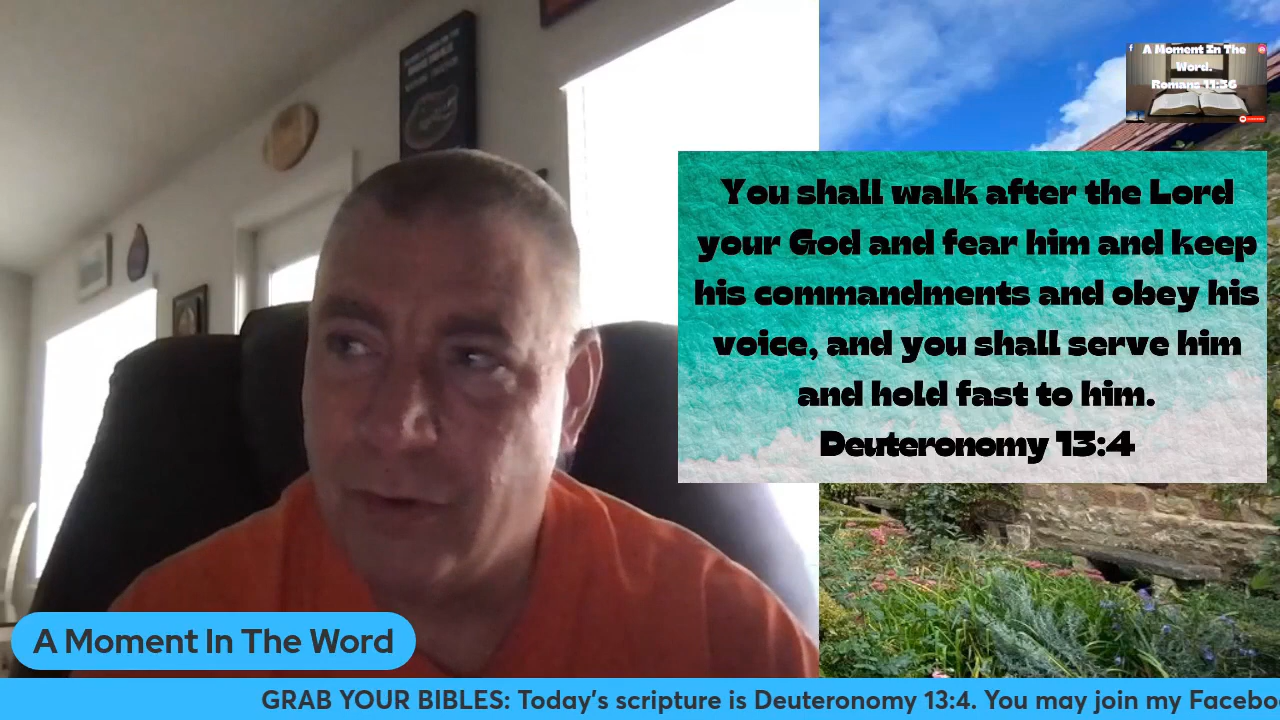 A Moment In The
Word.
Romans 11:36
You shall walk after the Lord
your God and fear him and keep
his commandments and obey his
voice, and you shall serve him
and hold fast to him.
Deuteronomy 13:4
A Moment In The Word
GRAB YOUR BIBLES: Today's scripture is Deuteronomy 13:4. You may join my Facebo